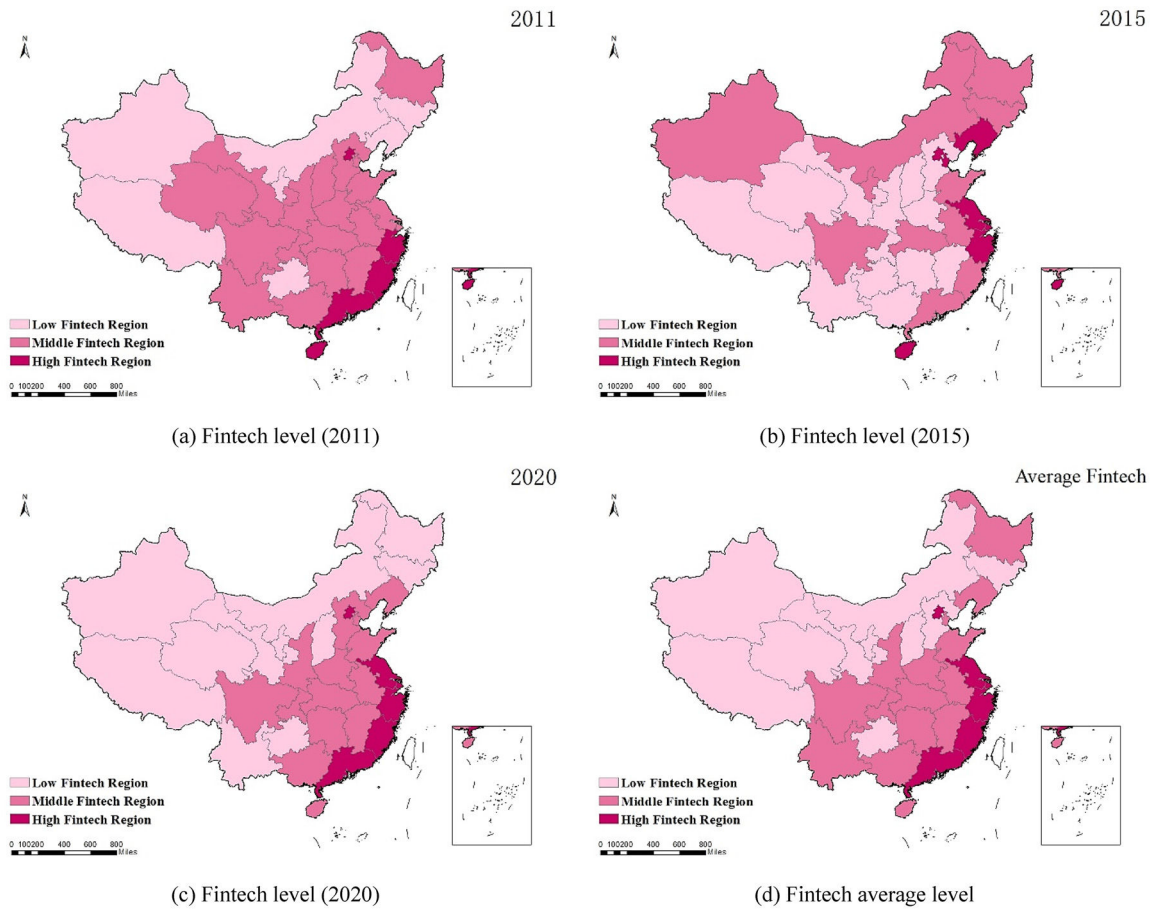 2011
N
Low Fintech Region
Middle Fintech Region
High Fintech Region
0 100200 400 600 800
Miles
(a) Fintech level (2011)
2015
N
Low Fintech Region
Middle Fintech Region
High Fintech Region
0 100200 400 600 800
Miles
(b) Fintech level (2015)
2020
N
Low Fintech Region
Middle Fintech Region
High Fintech Region
0 100200 400 600 800
Miles
(c) Fintech level (2020)
Average Fintech
N
Low Fintech Region
Middle Fintech Region
High Fintech Region
0 100200 400 600 800
Miles
(d) Fintech average level